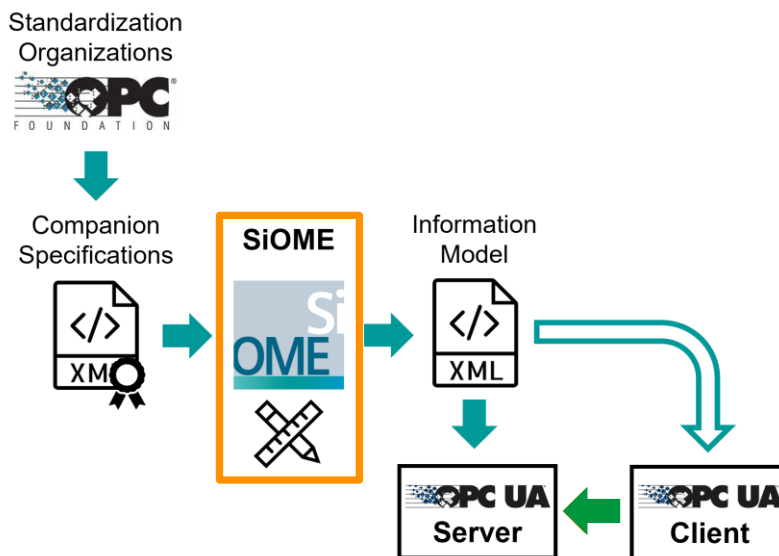 Standardization
Organizations
OPC
FOUNDATION
Companion
Specifications
</>
XM
SiOME
Si
OME
Information
Model
</>
XML
OPC UA
Server
OPC UA
Client